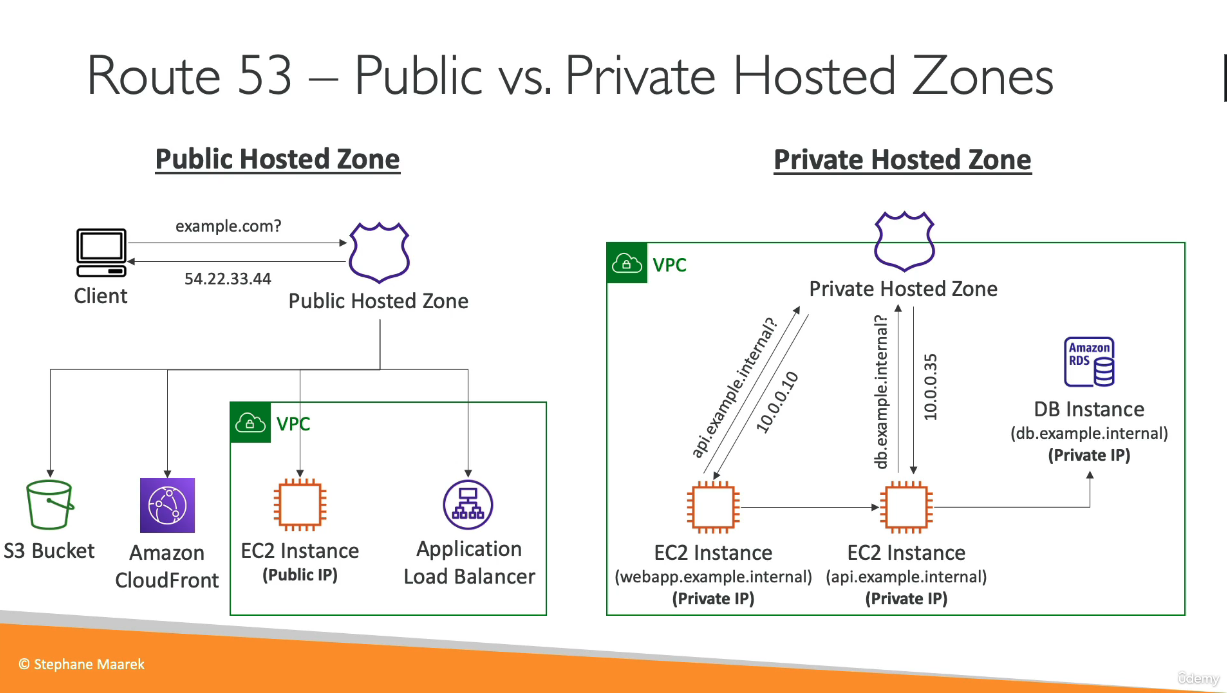 Route 53 – Public vs. Private Hosted Zones
Public Hosted Zone
example.com?
54.22.33.44
Client
Public Hosted Zone
VPC
S3 Bucket
Amazon
CloudFront
EC2 Instance
(Public IP)
Application
Load Balancer
Private Hosted Zone
VPC
Private Hosted Zone
api.example.internal?
10.0.0.10
db.example.internal?
10.0.0.35
Amazon
RDS
DB Instance
(db.example.internal)
(Private IP)
EC2 Instance
(webapp.example.internal)
(Private IP)
EC2 Instance
(api.example.internal)
(Private IP)
© Stephane Maarek
ûdemy